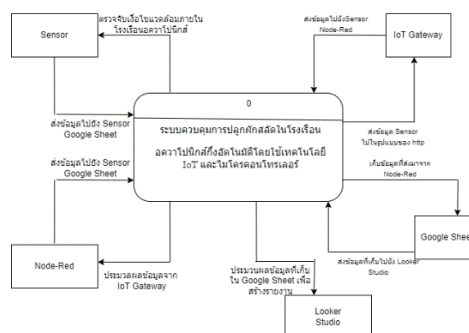 Sensor
ตรวจจับเงื่อไขแวดล้อมภายใน
โรงเรือนอควาโปนิกส์
ส่งข้อมูลไปยังSensor
Node-Red
IoT Gateway
ส่งข้อมูลไปยัง Sensor
Google Sheet
0
ระบบควบคุมการปลูกผักสลัดในโรงเรือน
อควาโปนิกส์กึ่งอัตโนมัติโดยใช้เทคโนโลยี
IoT และไมโครคอนโทรเลอร์
ส่งข้อมูล Sensor
ไปในรูปแบบของ http
ส่งข้อมูลไปยัง Sensor
Google Sheet
เก็บข้อมูลที่ส่งมาจาก
Node-Red
Google Sheet
Node-Red
ประมวลผลข้อมูลจาก
IoT Gateway
ประมวนผลข้อมูลที่เก็บ
ใน Google Sheet เพื่อ
สร้างรายงาน
ส่งข้อมูลที่เก็บไปยัง Looker
Studio
Looker
Studio